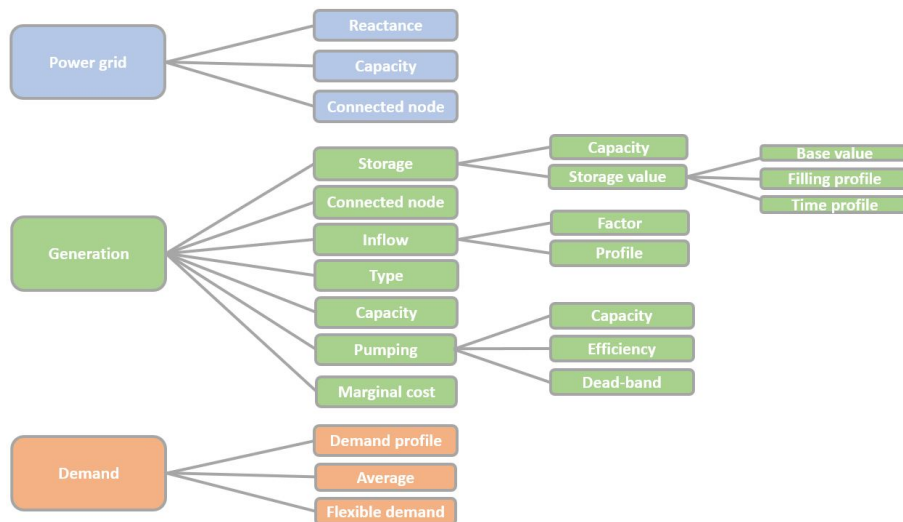 Power grid
Reactance
Capacity
Connected node
Generation
Storage
Capacity
Storage value
Base value
Filling profile
Time profile
Connected node
Inflow
Factor
Profile
Type
Capacity
Pumping
Capacity
Efficiency
Dead-band
Marginal cost
Demand
Demand profile
Average
Flexible demand